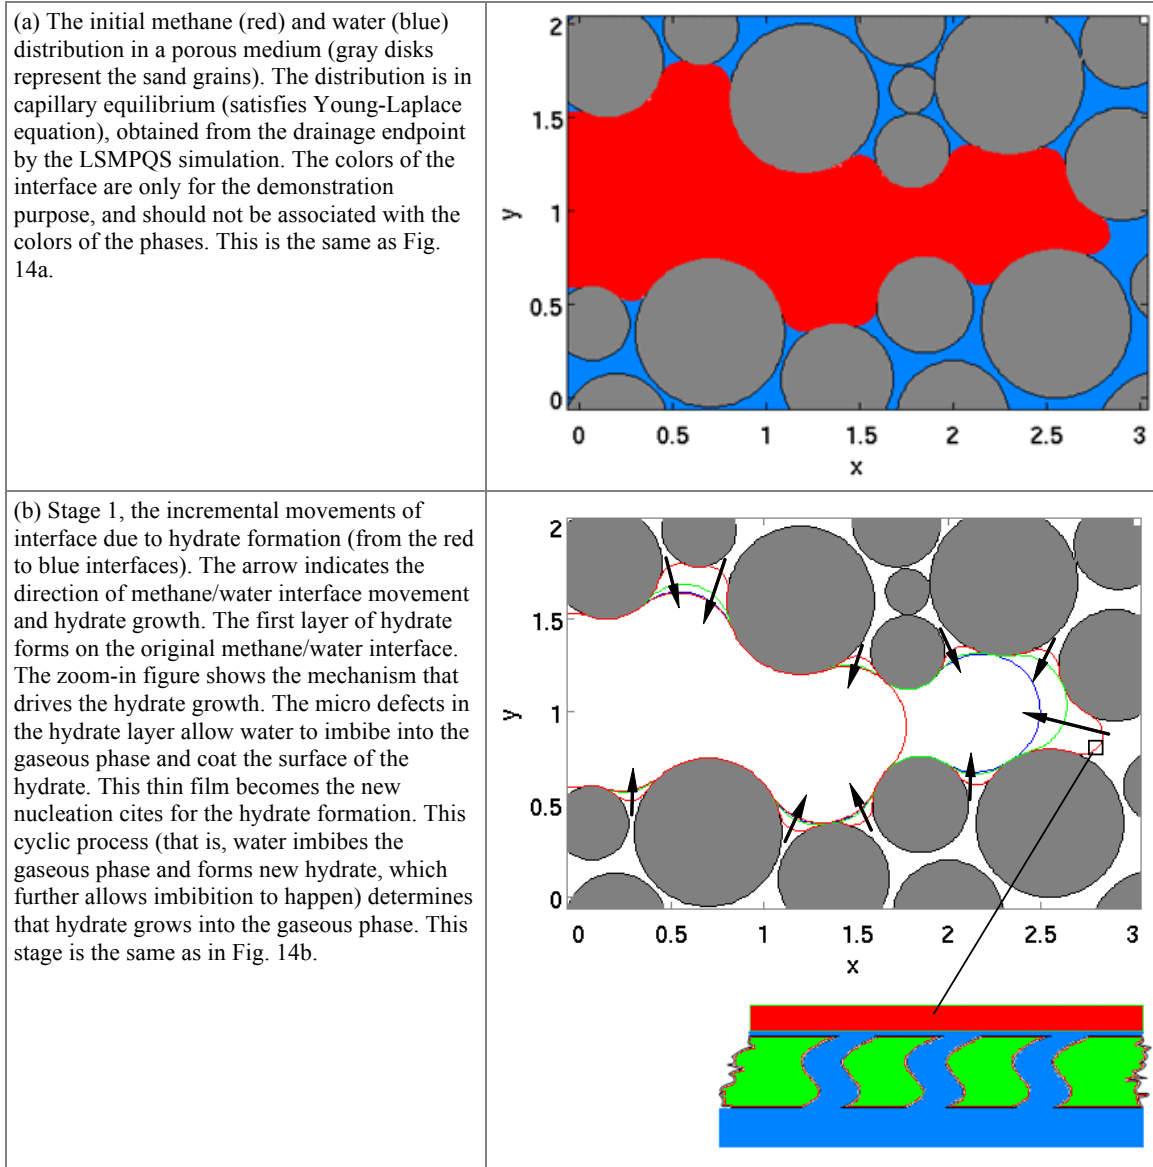 (a) The initial methane (red) and water (blue)
distribution in a porous medium (gray disks
represent the sand grains). The distribution is in
capillary equilibrium (satisfies Young-Laplace
equation), obtained from the drainage endpoint
by the LSMPQS simulation. The colors of the
interface are only for the demonstration
purpose, and should not be associated with the
colors of the phases. This is the same as Fig.
14a.
2
1.5
1
0.5
0
y
0 0.5 1 1.5 2 2.5 3
x
(b) Stage 1, the incremental movements of
interface due to hydrate formation (from the red
to blue interfaces). The arrow indicates the
direction of methane/water interface movement
and hydrate growth. The first layer of hydrate
forms on the original methane/water interface.
The zoom-in figure shows the mechanism that
drives the hydrate growth. The micro defects in
the hydrate layer allow water to imbibe into the
gaseous phase and coat the surface of the
hydrate. This thin film becomes the new
nucleation cites for the hydrate formation. This
cyclic process (that is, water imbibes the
gaseous phase and forms new hydrate, which
further allows imbibition to happen) determines
that hydrate grows into the gaseous phase. This
stage is the same as in Fig. 14b.
2
1.5
1
0.5
0
y
0 0.5 1 1.5 2 2.5 3
x